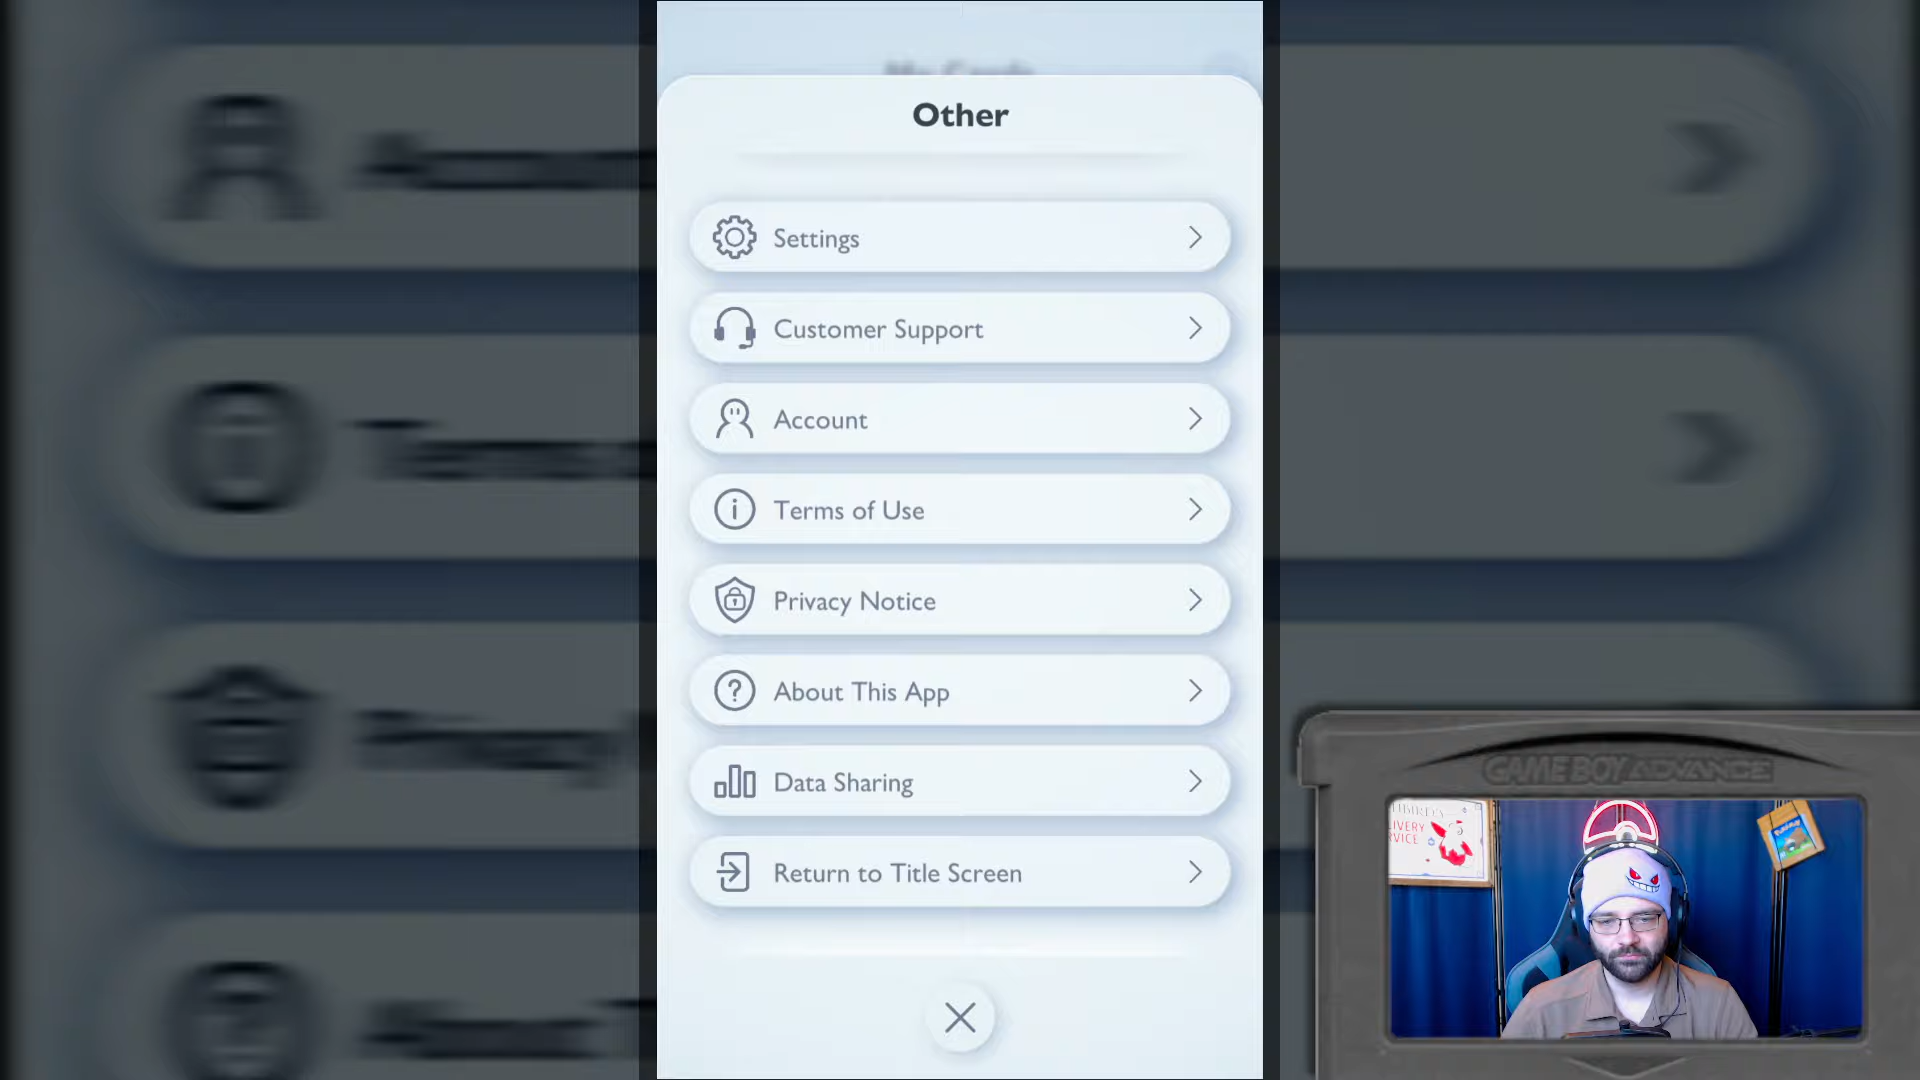 Other
Settings
Customer Support
Account
Terms of Use
Privacy Notice
About This App
Data Sharing
Return to Title Screen
GAME BOY ADVANCE